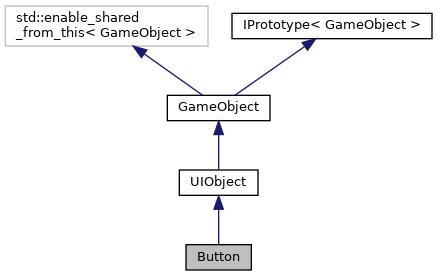 std::enable_shared
_from_this< GameObject >
IPrototype< GameObject >
GameObject
UIObject
Button